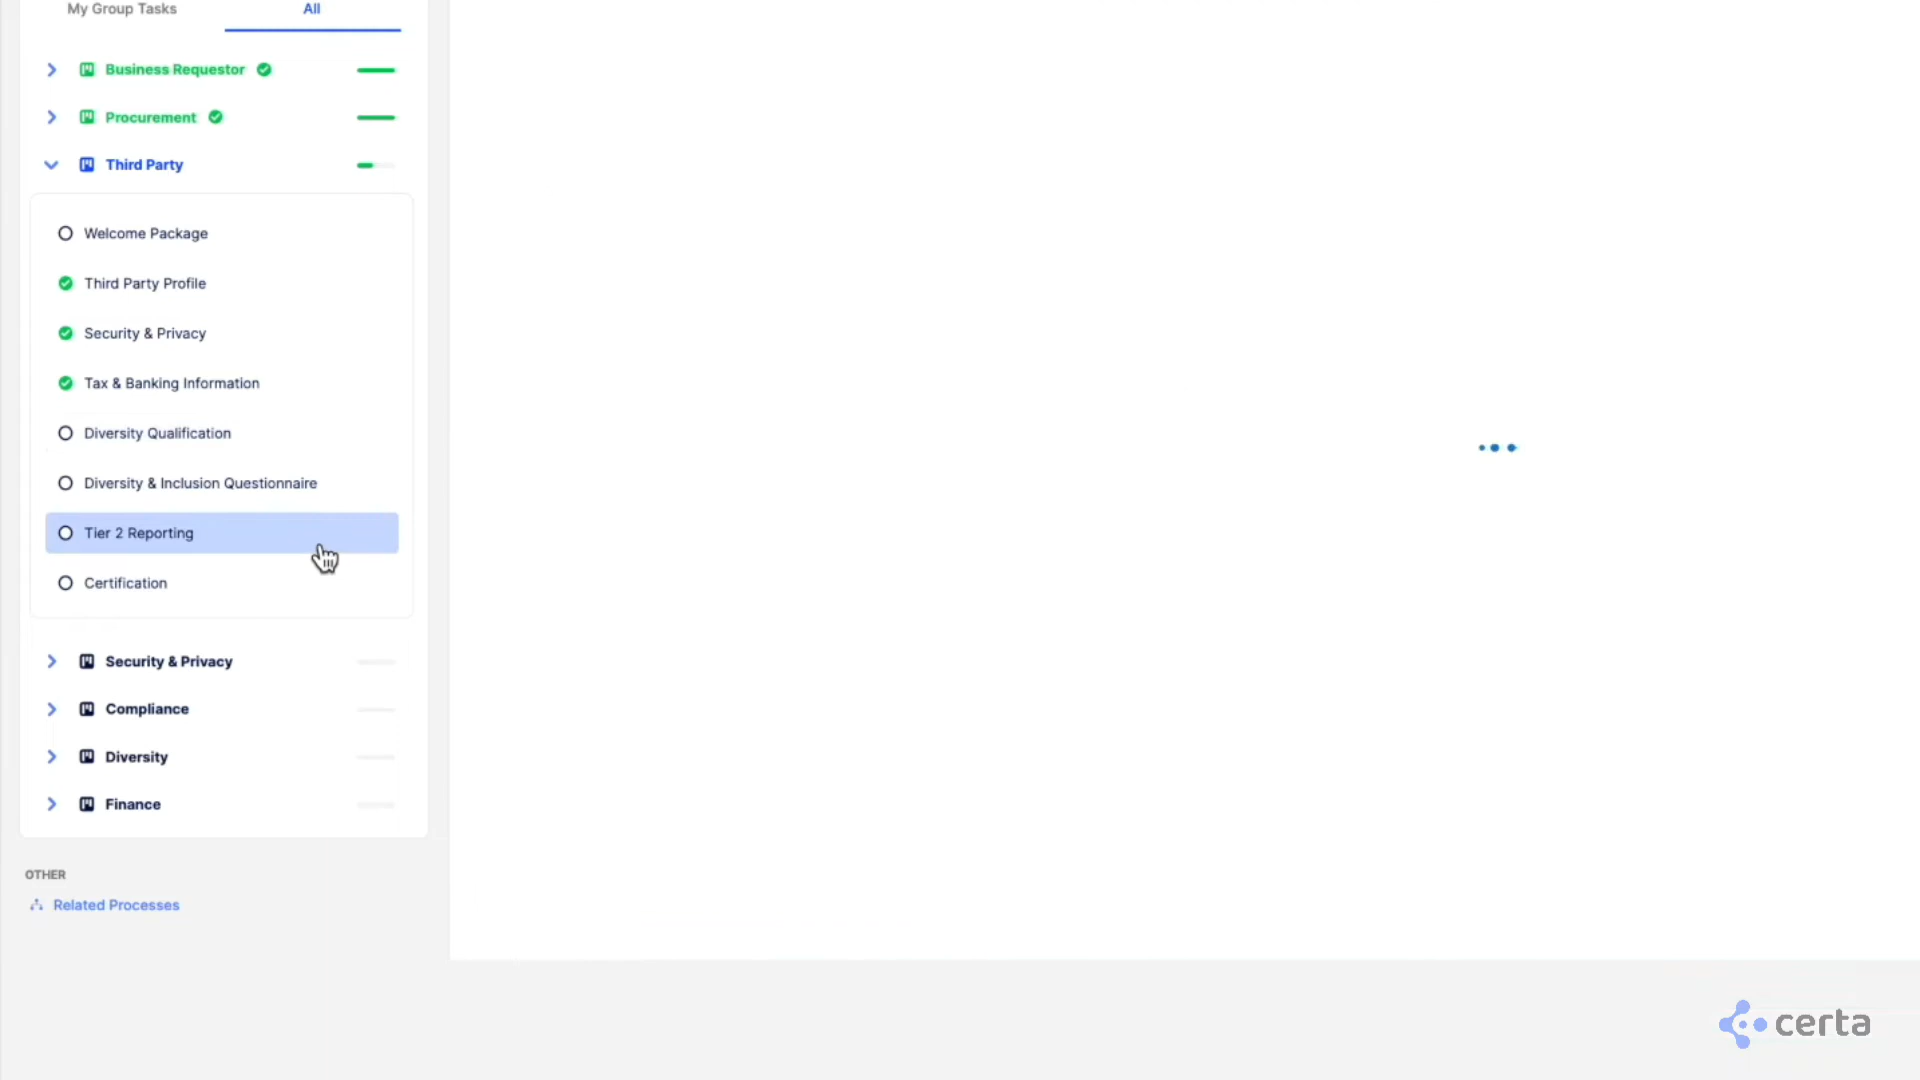 My Group Tasks
All
Business Requestor
Procurement
Third Party
Welcome Package
Third Party Profile
Security & Privacy
Tax & Banking Information
Diversity Qualification
Diversity & Inclusion Questionnaire
Tier 2 Reporting
Certification
Security & Privacy
Compliance
Diversity
Finance
OTHER
Related Processes
certa